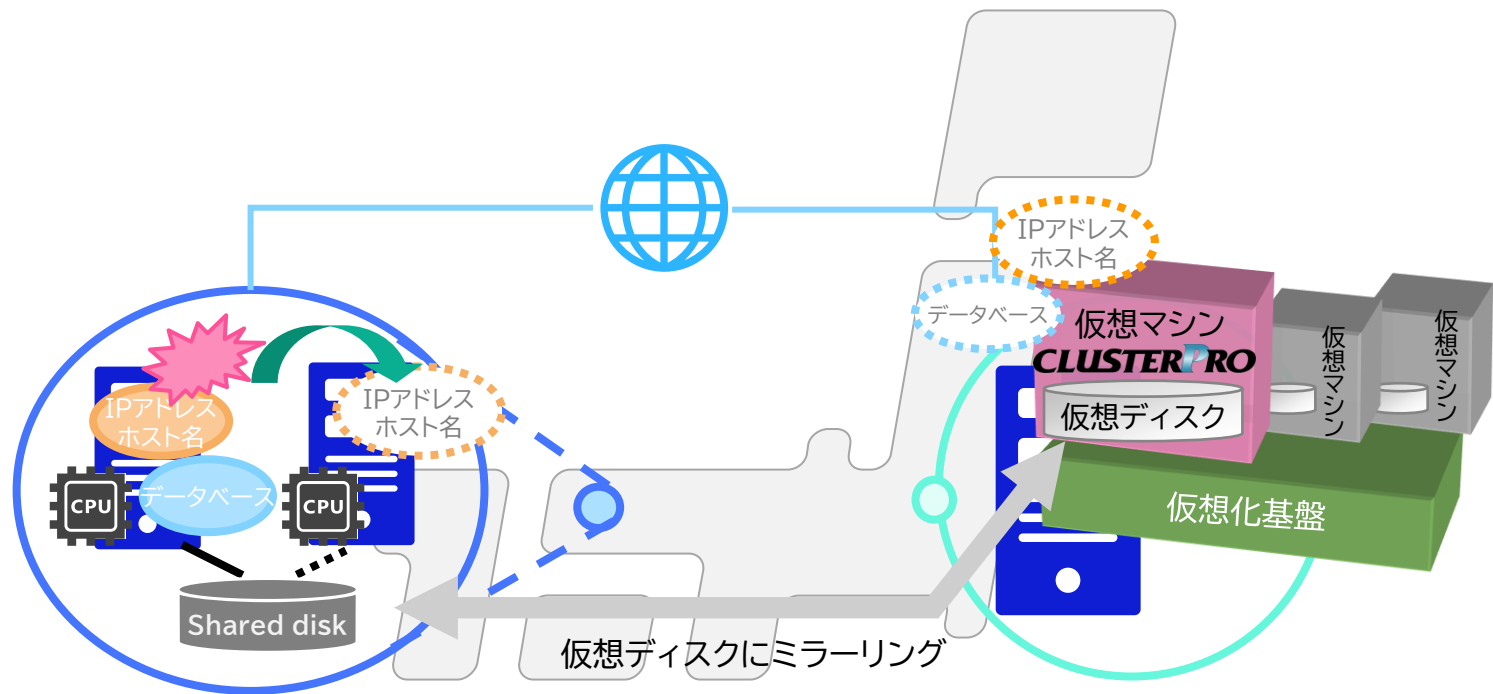 IPアドレス
ホスト名
データベース
仮想マシン
CLUSTERPRO
仮想ディスク
仮想マシン
仮想マシン
仮想化基盤
IPアドレス
ホスト名
IPアドレス
ホスト名
CPU
データベース
CPU
Shared disk
仮想ディスクにミラーリング